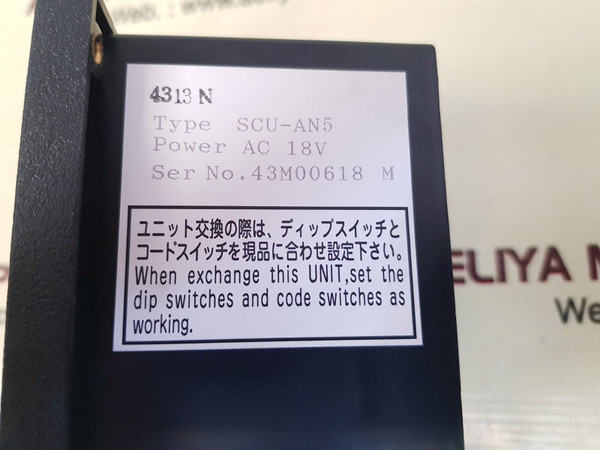 Web. :
4313 N
Type SCU-AN5
Power AC 18V
Ser No.43M00618 M
ユニット交換の際は、ディップスイッチと
コードスイッチを現品に合わせ設定下さい。
When exchange this UNIT,set the
dip switches and code switches as
working.
ELIYA M
We